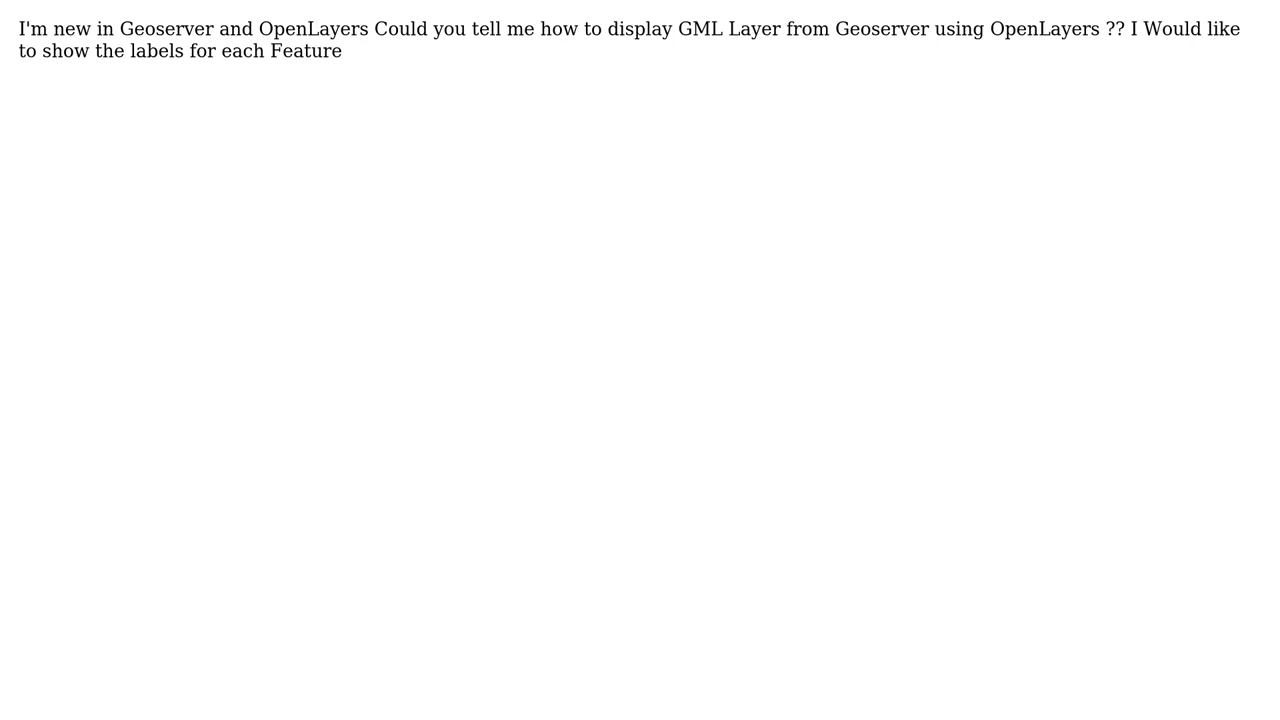 I'm new in Geoserver and OpenLayers Could you tell me how to display GML Layer from Geoserver using OpenLayers ?? I Would like
to show the labels for each Feature